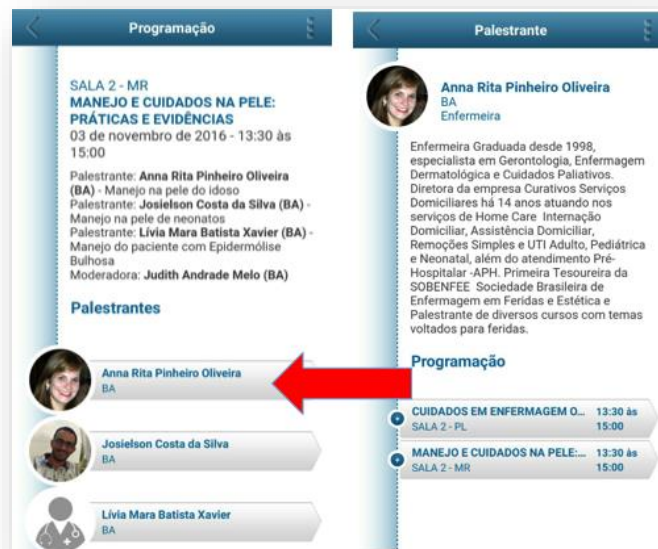 Programação
SALA 2 - MR
MANEJO E CUIDADOS NA PELE:
PRÁTICAS E EVIDÊNCIAS
03 de novembro de 2016 - 13:30 às
15:00
Palestrante: Anna Rita Pinheiro Oliveira
(BA) - Manejo na pele do idoso
Palestrante: Josielson Costa da Silva (BA) -
Manejo na pele de neonatos
Palestrante: Lívia Mara Batista Xavier (BA) -
Manejo do paciente com Epidermólise
Bulhosa
Moderadora: Judith Andrade Melo (BA)
Palestrantes
Anna Rita Pinheiro Oliveira
BA
Josielson Costa da Silva
BA
Lívia Mara Batista Xavier
BA
Palestrante
Anna Rita Pinheiro Oliveira
BA
Enfermeira
Enfermeira Graduada desde 1998,
especialista em Gerontologia, Enfermagem
Dermatológica e Cuidados Paliativos.
Diretora da empresa Curativos Serviços
Domiciliares há 14 anos atuando nos
serviços de Home Care Internação
Domiciliar, Assistência Domiciliar,
Remoções Simples e UTI Adulto, Pediátrica
e Neonatal, além do atendimento Pré-
Hospitalar -APH. Primeira Tesoureira da
SOBENFEE Sociedade Brasileira de
Enfermagem em Feridas e Estética e
Palestrante de diversos cursos com temas
voltados para feridas.
Programação
CUIDADOS EM ENFERMAGEM O... 13:30 às
SALA 2 - PL 15:00
MANEJO E CUIDADOS NA PELE:... 13:30 às
SALA 2 - MR 15:00